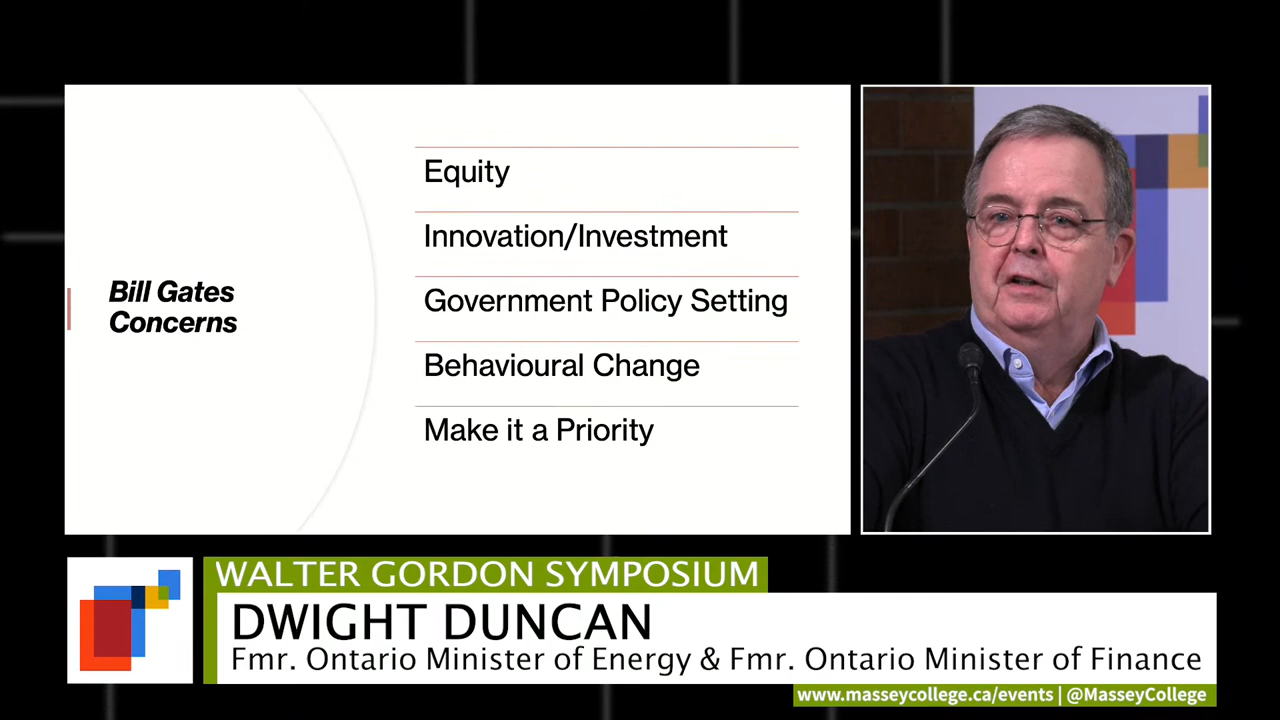 Bill Gates
Concerns
Equity
Innovation/Investment
Government Policy Setting
Behavioural Change
Make it a Priority
WALTER GORDON SYMPOSIUM
DWIGHT DUNCAN
Fmr. Ontario Minister of Energy & Fmr. Ontario Minister of Finance
www.masseycollege.ca/events | @MasseyCollege